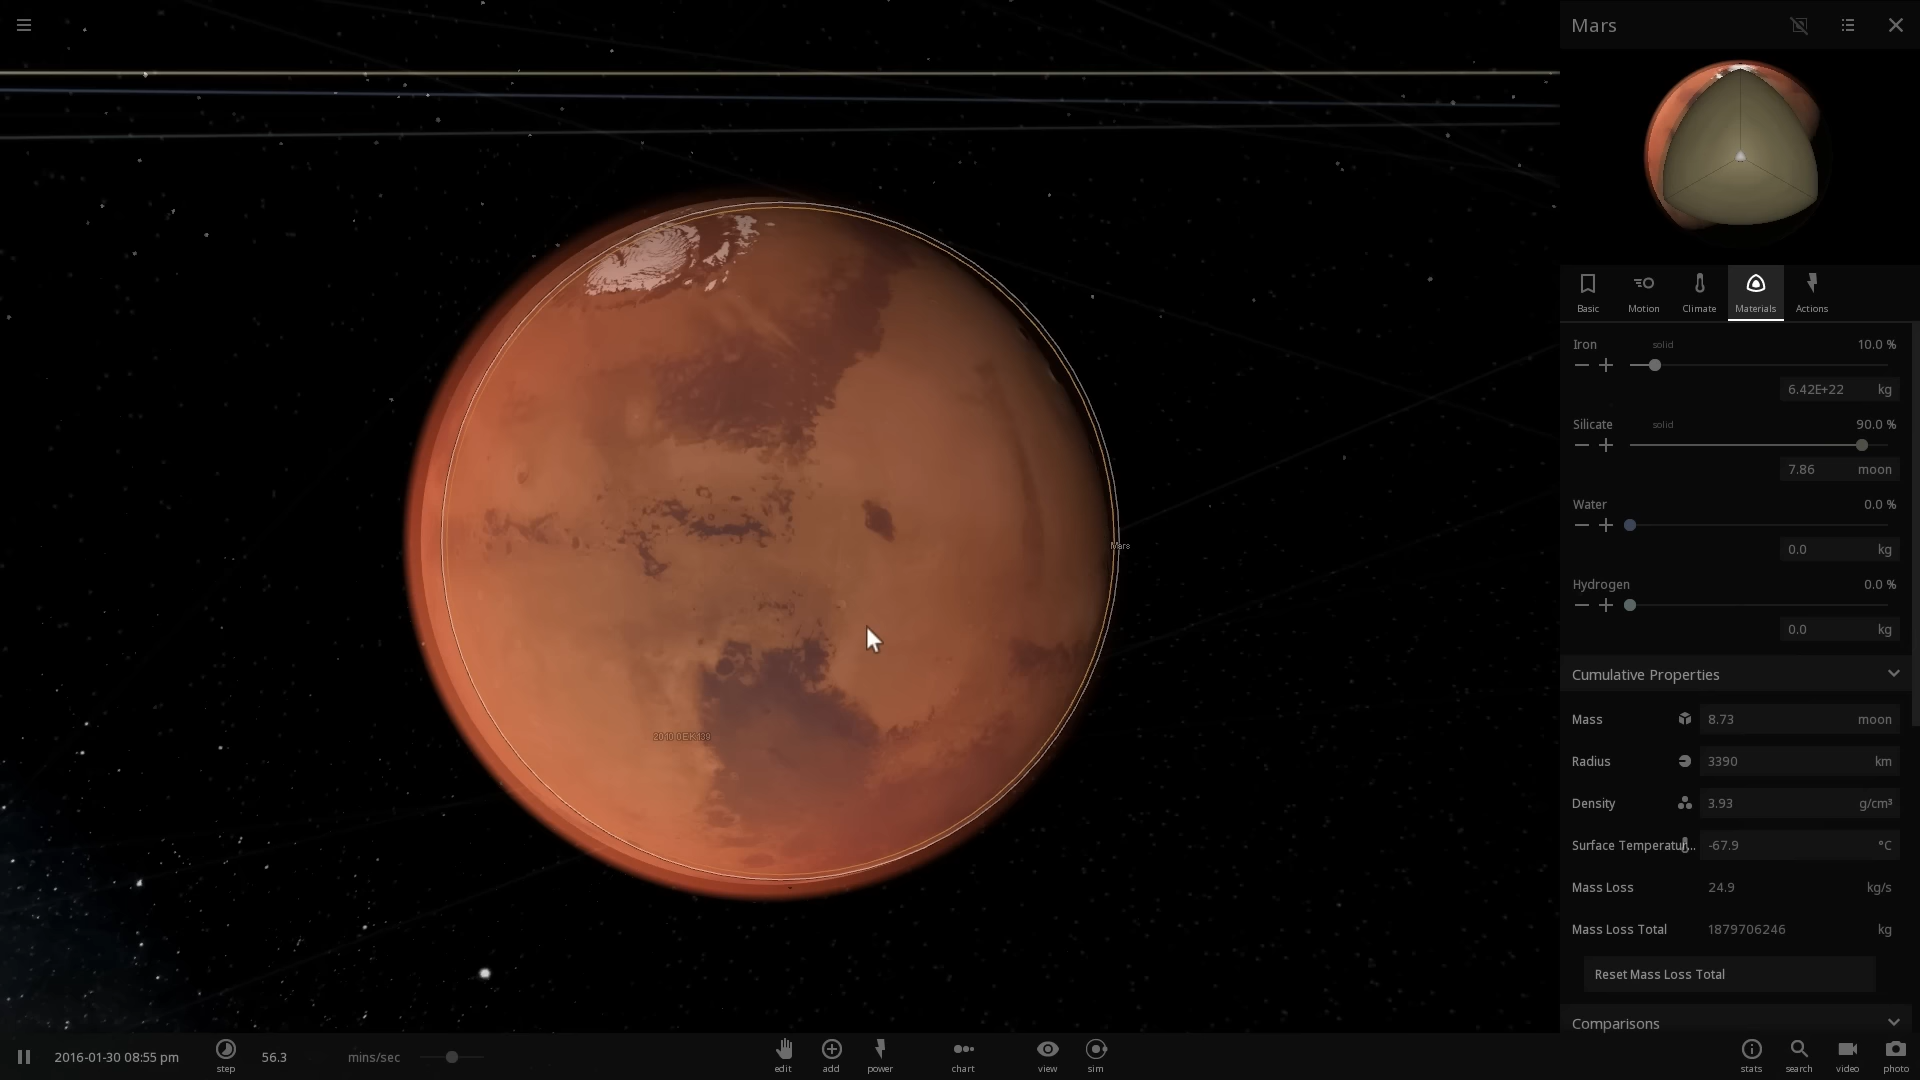 Mars
Basic Motion Climate Materials Actions
Iron solid 10.0 %
6.42E+22 kg
Silicate solid 90.0 %
7.86 moon
Water 0.0 %
0.0 kg
Hydrogen 0.0 %
0.0 kg
Cumulative Properties
Mass 8.73 moon
Radius 3390 km
Density 3.93 g/cm³
Surface Temperatur... -67.9 °C
Mass Loss 24.9 kg/s
Mass Loss Total 1879706246 kg
Reset Mass Loss Total
Comparisons
Mars
2016-01-30 08:55 pm
step
56.3 mins/sec
edit add power chart view sim
stats search video photo